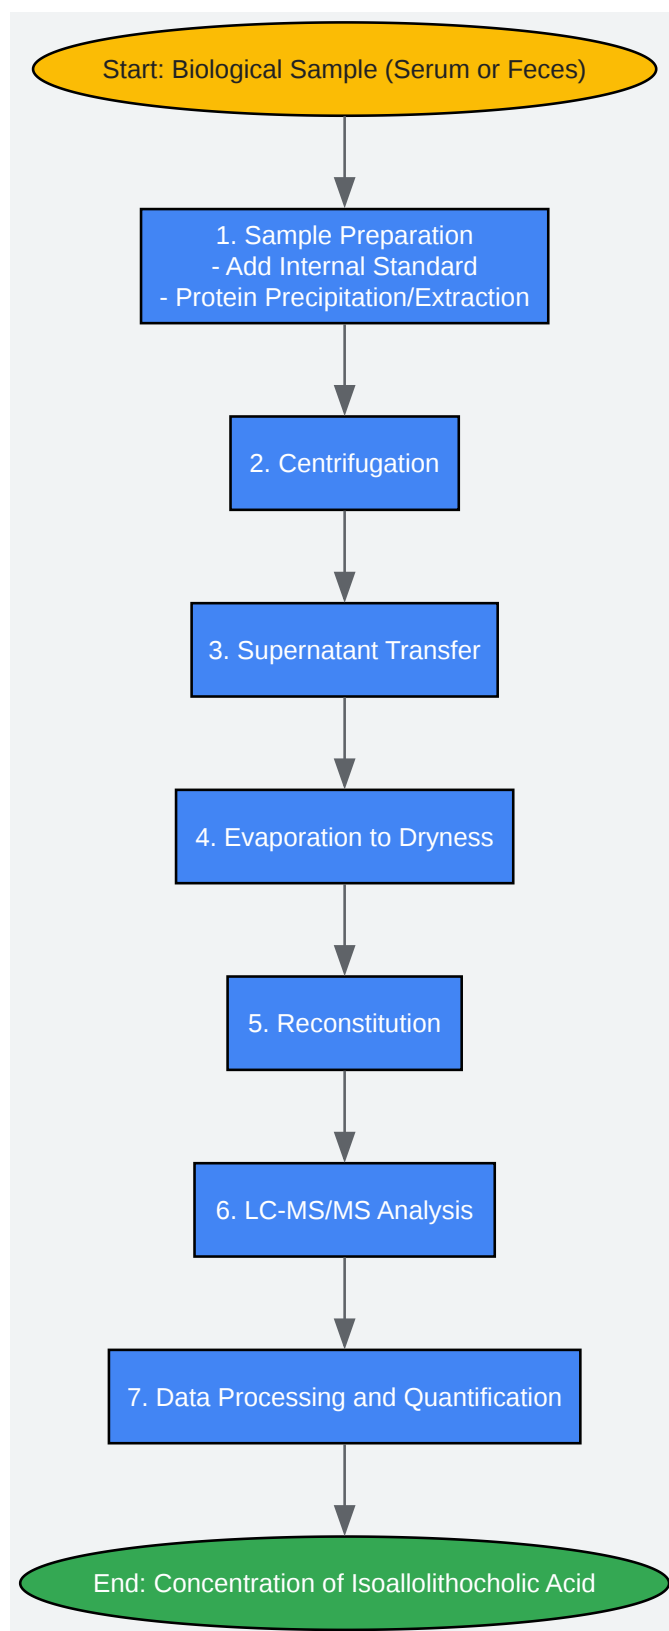 Start: Biological Sample (Serum or Feces)
1. Sample Preparation
- Add Internal Standard
- Protein Precipitation/Extraction
2. Centrifugation
3. Supernatant Transfer
4. Evaporation to Dryness
5. Reconstitution
6. LC-MS/MS Analysis
7. Data Processing and Quantification
End: Concentration of Isoallolithocholic Acid